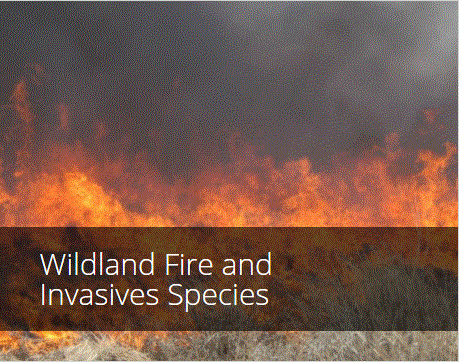 Wildland Fire and
Invasives Species